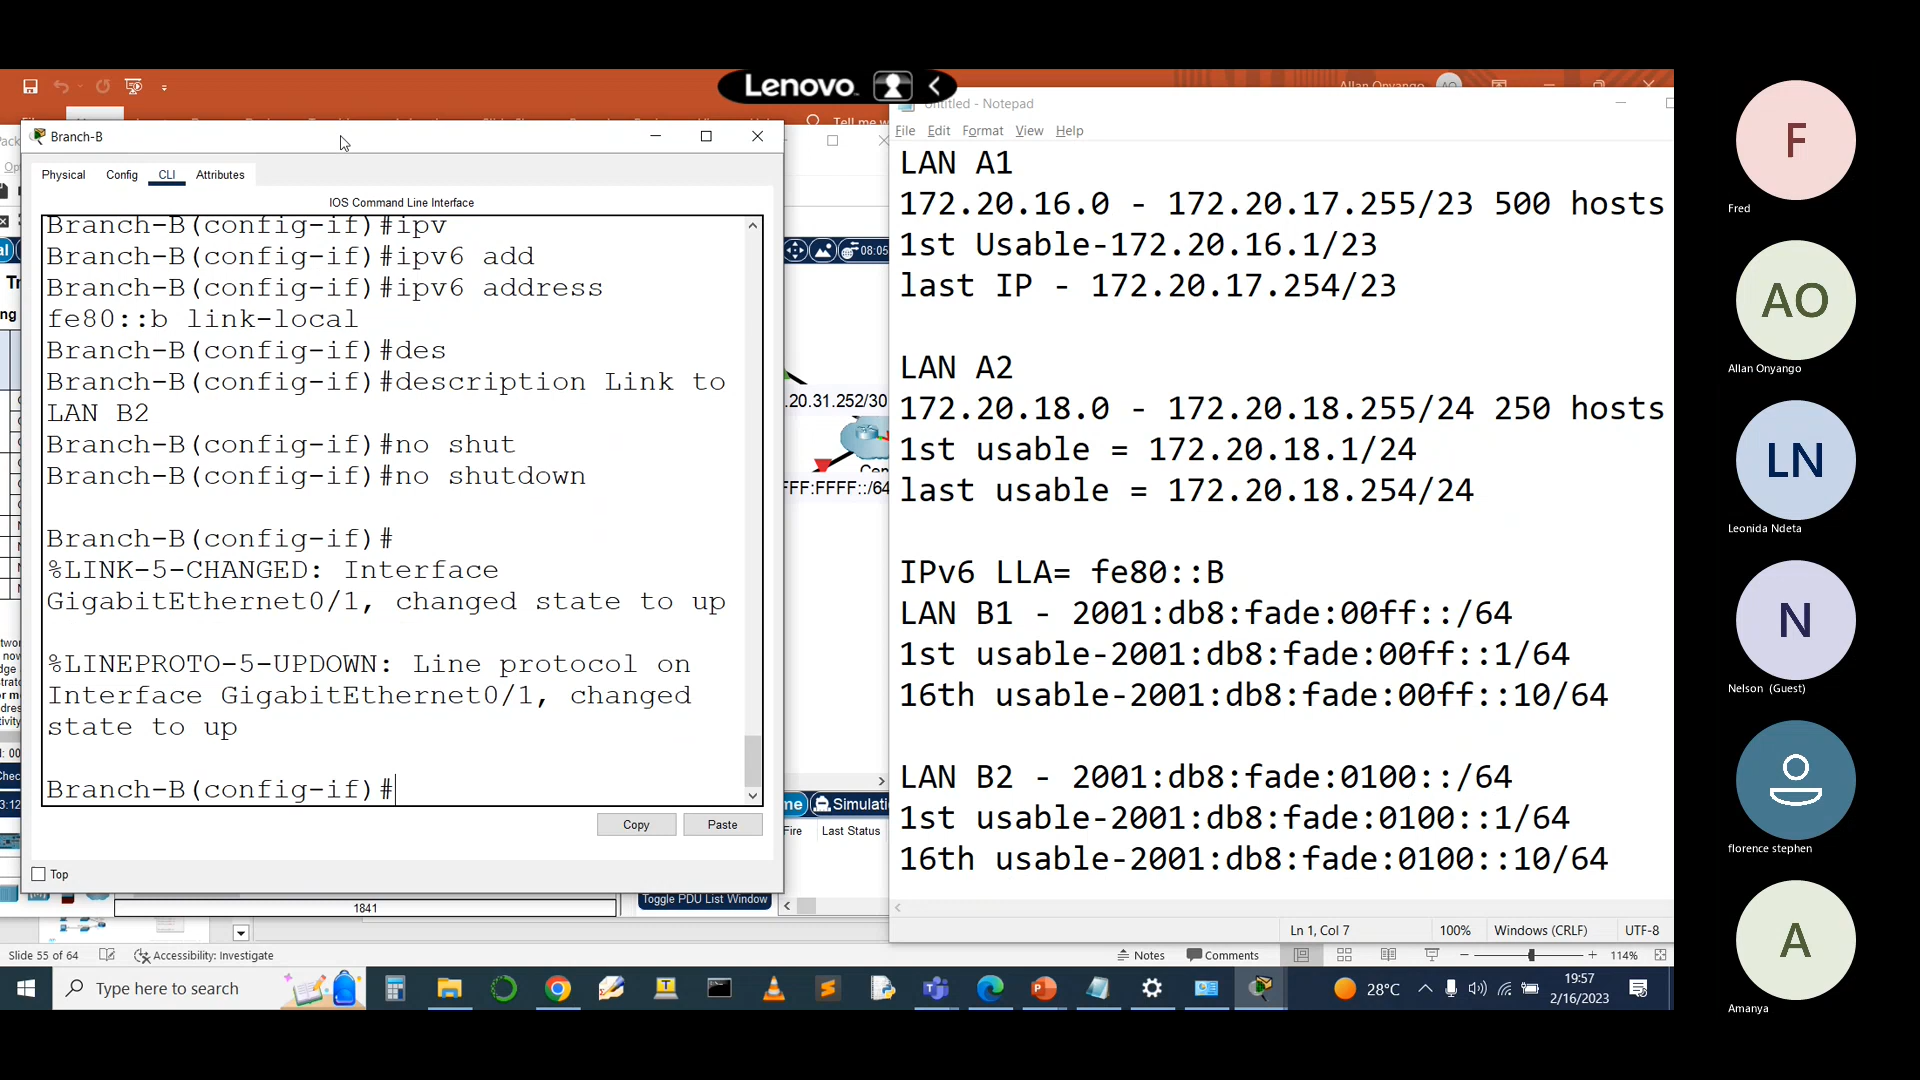 Lenovo
Allan Onyango
Tell me w
Branch-B
Physical
Config
CLI
Attributes
IOS Command Line Interface
Branch-B(config-if)#ipv
Branch-B(config-if)#ipv6 add
Branch-B(config-if)#ipv6 address
fe80::b link-local
Branch-B(config-if)#des
Branch-B(config-if)#description Link to
LAN B2
Branch-B(config-if)#no shut
Branch-B(config-if)#no shutdown
Branch-B(config-if)#
%LINK-5-CHANGED: Interface
GigabitEthernet0/1, changed state to up
%LINEPROTO-5-UPDOWN: Line protocol on
Interface GigabitEthernet0/1, changed
state to up
Branch-B(config-if)#
Copy
Paste
Top
08:05
.20.31.252/30
Cen
FFF:FFFF::/64
Simulati
Fire
Last Status
Toggle PDU List Window
1841
Untitled - Notepad
File Edit Format View Help
LAN A1
172.20.16.0 - 172.20.17.255/23 500 hosts
1st Usable-172.20.16.1/23
last IP - 172.20.17.254/23
LAN A2
172.20.18.0 - 172.20.18.255/24 250 hosts
1st usable = 172.20.18.1/24
last usable = 172.20.18.254/24
IPv6 LLA= fe80::B
LAN B1 - 2001:db8:fade:00ff::/64
1st usable-2001:db8:fade:00ff::1/64
16th usable-2001:db8:fade:00ff::10/64
LAN B2 - 2001:db8:fade:0100::/64
1st usable-2001:db8:fade:0100::1/64
16th usable-2001:db8:fade:0100::10/64
Ln 1, Col 7
100%
Windows (CRLF)
UTF-8
Slide 55 of 64
Accessibility: Investigate
Notes
Comments
114%
Type here to search
28°C
19:57
2/16/2023
F
Fred
AO
Allan Onyango
LN
Leonida Ndeta
N
Nelson (Guest)
florence stephen
A
Amanya